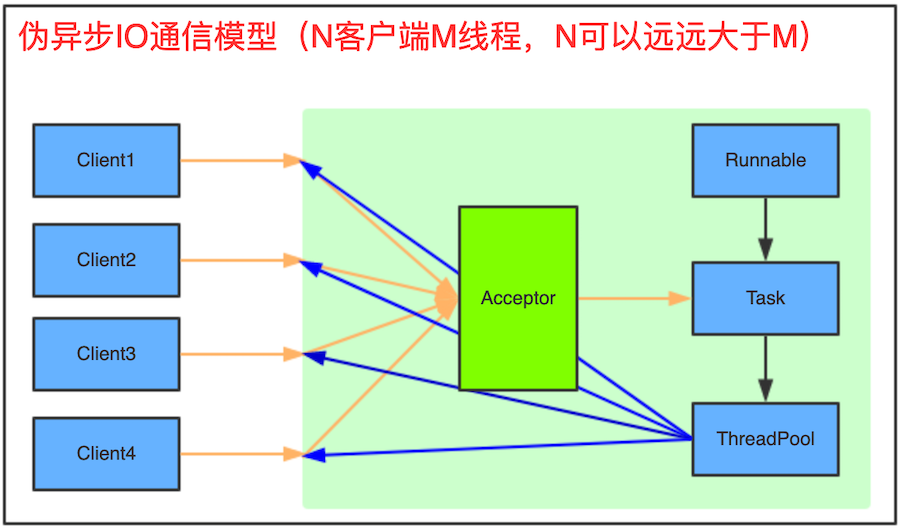 伪异步IO通信模型（N客户端M线程，N可以远远大于M）
Client1
Runnable
Client2
Acceptor
Task
Client3
ThreadPool
Client4